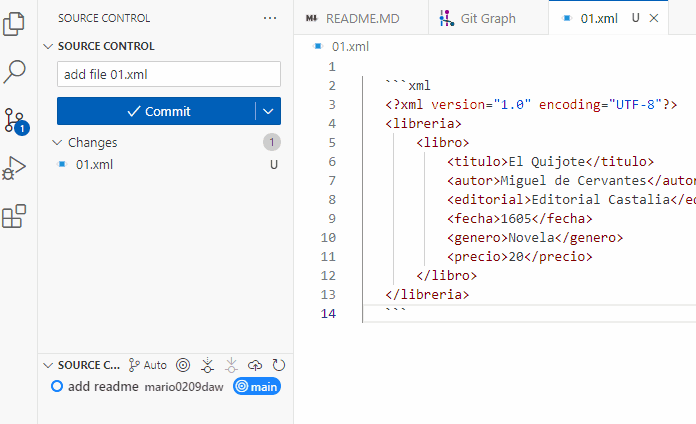 SOURCE CONTROL
SOURCE CONTROL
add file 01.xml
Commit
Changes 1
01.xml U
SOURCE C... Auto
add readme mario0209daw main
1
README.MD Git Graph 01.xml U
01.xml
1
2 ```xml
3 <?xml version="1.0" encoding="UTF-8"?>
4 <libreria>
5 <libro>
6 <titulo>El Quijote</titulo>
7 <autor>Miguel de Cervantes</autor
8 <editorial>Editorial Castalia</ed
9 <fecha>1605</fecha>
10 <genero>Novela</genero>
11 <precio>20</precio>
12 </libro>
13 </libreria>
14 ```